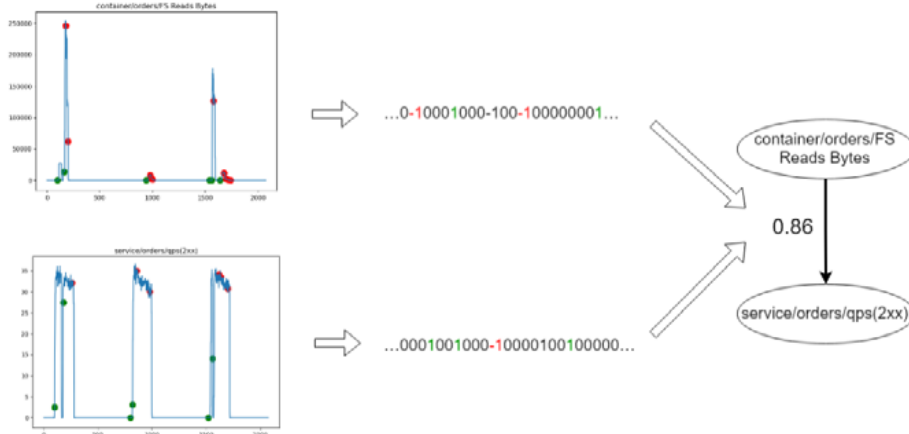 container/orders/FS Reads Bytes
250000
200000
150000
100000
50000
0
0 500 1000 1500 2000
...0-10001000-100-100000001...
service/orders/qps(2xx)
35
30
25
20
15
10
5
0
...0001001000-10000100100000...
container/orders/FS
Reads Bytes
0.86
service/orders/qps(2xx)